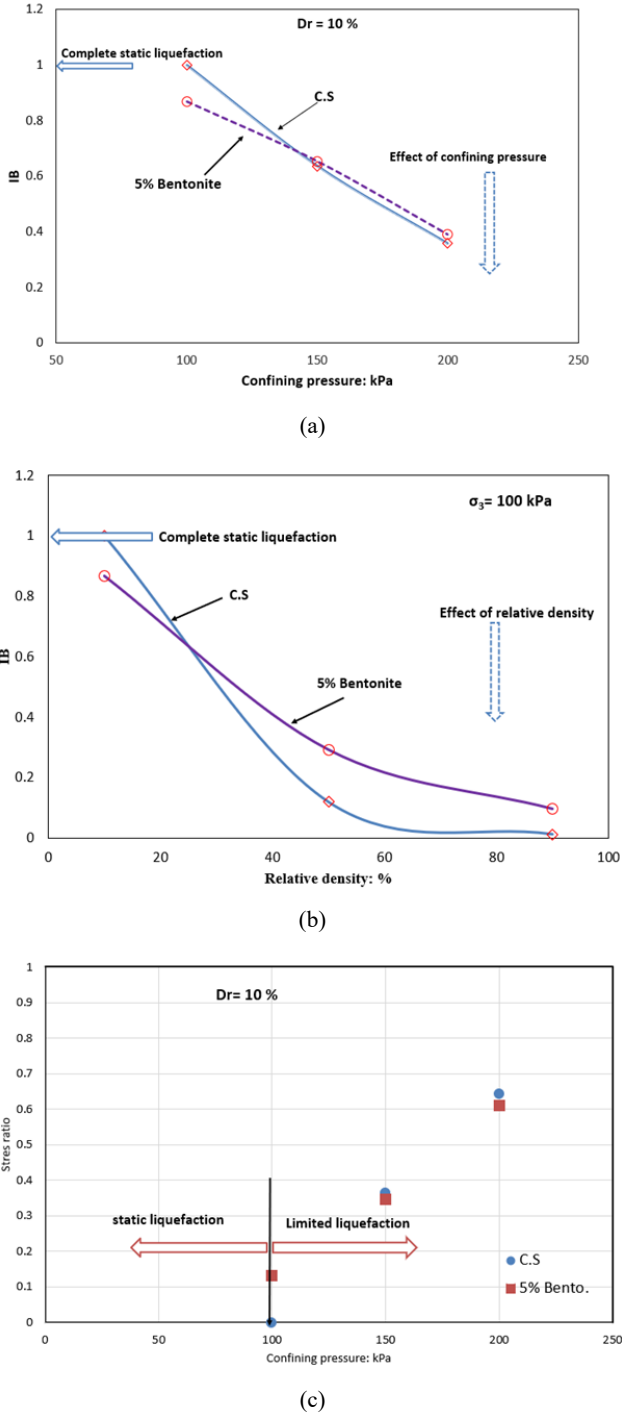 1.2
Dr = 10 %
Complete static liquefaction
1
C.S
0.8
Effect of confining pressure
5% Bentonite
IB
0.6
0.4
0.2
0
50 100 150 200 250
Confining pressure: kPa
(a)
1.2
σ3= 100 kPa
1
Complete static liquefaction
C.S
0.8
Effect of relative density
IB
0.6
5% Bentonite
0.4
0.2
0
0 20 40 60 80 100
Relative density: %
(b)
1
Dr= 10 %
0.9
0.8
0.7
0.6
Stres ratio
0.5
0.4
0.3
static liquefaction
Limited liquefaction
0.2
C.S
0.1
5% Bento.
0
0 50 100 150 200 250
Confining pressure: kPa
(c)